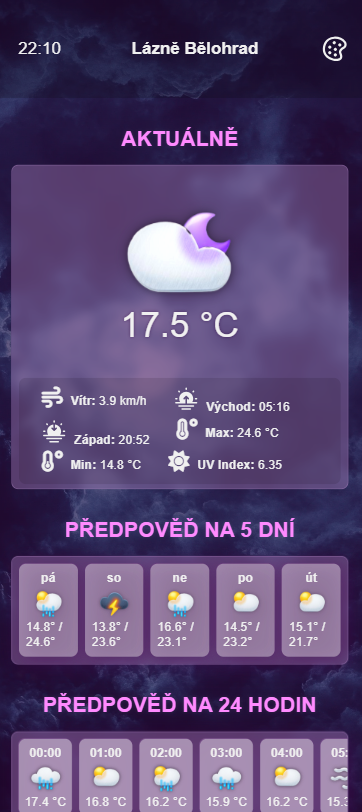 22:10 Lázně Bělohrad
AKTUÁLNĚ
17.5 °C
Vítr: 3.9 km/h
Východ: 05:16
Západ: 20:52
Max: 24.6 °C
Min: 14.8 °C
UV Index: 6.35
PŘEDPOVĚĎ NA 5 DNÍ
pá so ne po út
14.8° / 13.8° / 16.6° / 14.5° / 15.1° /
24.6° 23.6° 23.1° 23.2° 21.7°
PŘEDPOVĚĎ NA 24 HODIN
00:00 01:00 02:00 03:00 04:00 05:
17.4 °C 16.8 °C 16.2 °C 15.9 °C 16.2 °C 15.